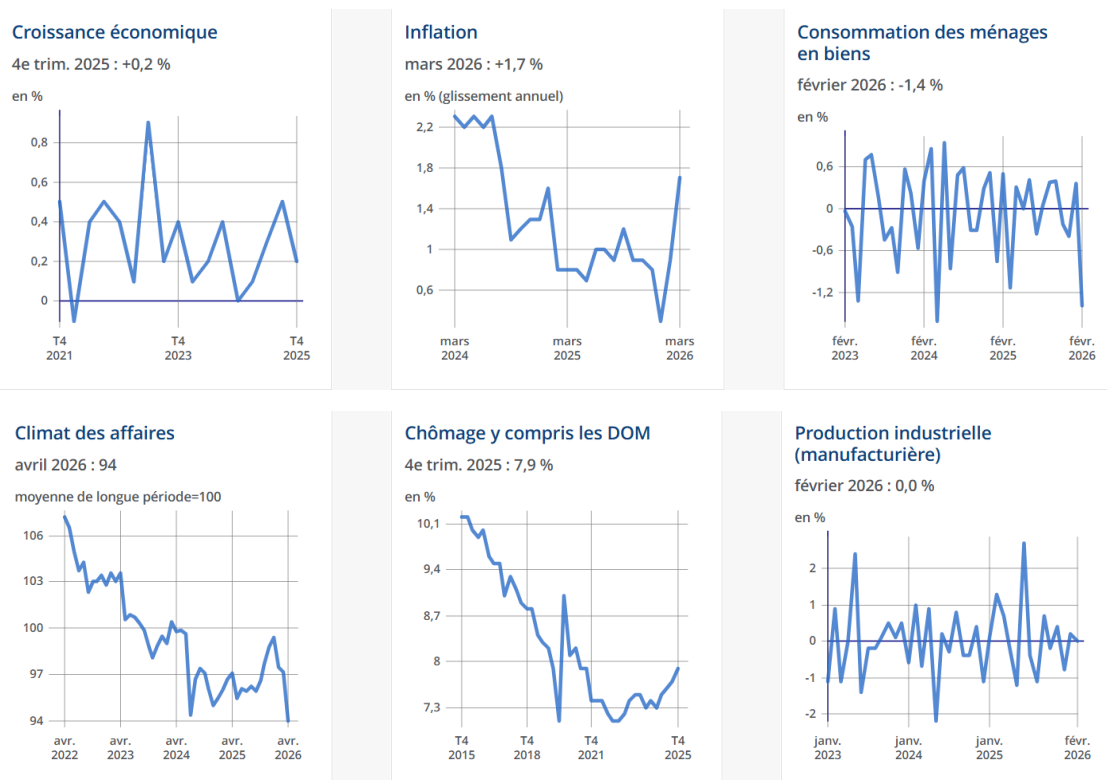 Croissance économique
4e trim. 2025 : +0,2 %
en %
0,8
0,6
0,4
0,2
0
T4 T4 T4
2021 2023 2025
Inflation
mars 2026 : +1,7 %
en % (glissement annuel)
2,2
1,8
1,4
1
0,6
mars mars mars
2024 2025 2026
Consommation des ménages
en biens
février 2026 : -1,4 %
en %
0,6
0
-0,6
-1,2
févr. févr. févr. févr.
2023 2024 2025 2026
Climat des affaires
avril 2026 : 94
moyenne de longue période=100
106
103
100
97
94
avr. avr. avr. avr. avr.
2022 2023 2024 2025 2026
Chômage y compris les DOM
4e trim. 2025 : 7,9 %
en %
10,1
9,4
8,7
8
7,3
T4 T4 T4 T4
2015 2018 2021 2025
Production industrielle
(manufacturière)
février 2026 : 0,0 %
en %
2
1
0
-1
-2
janv. janv. janv. févr.
2023 2024 2025 2026